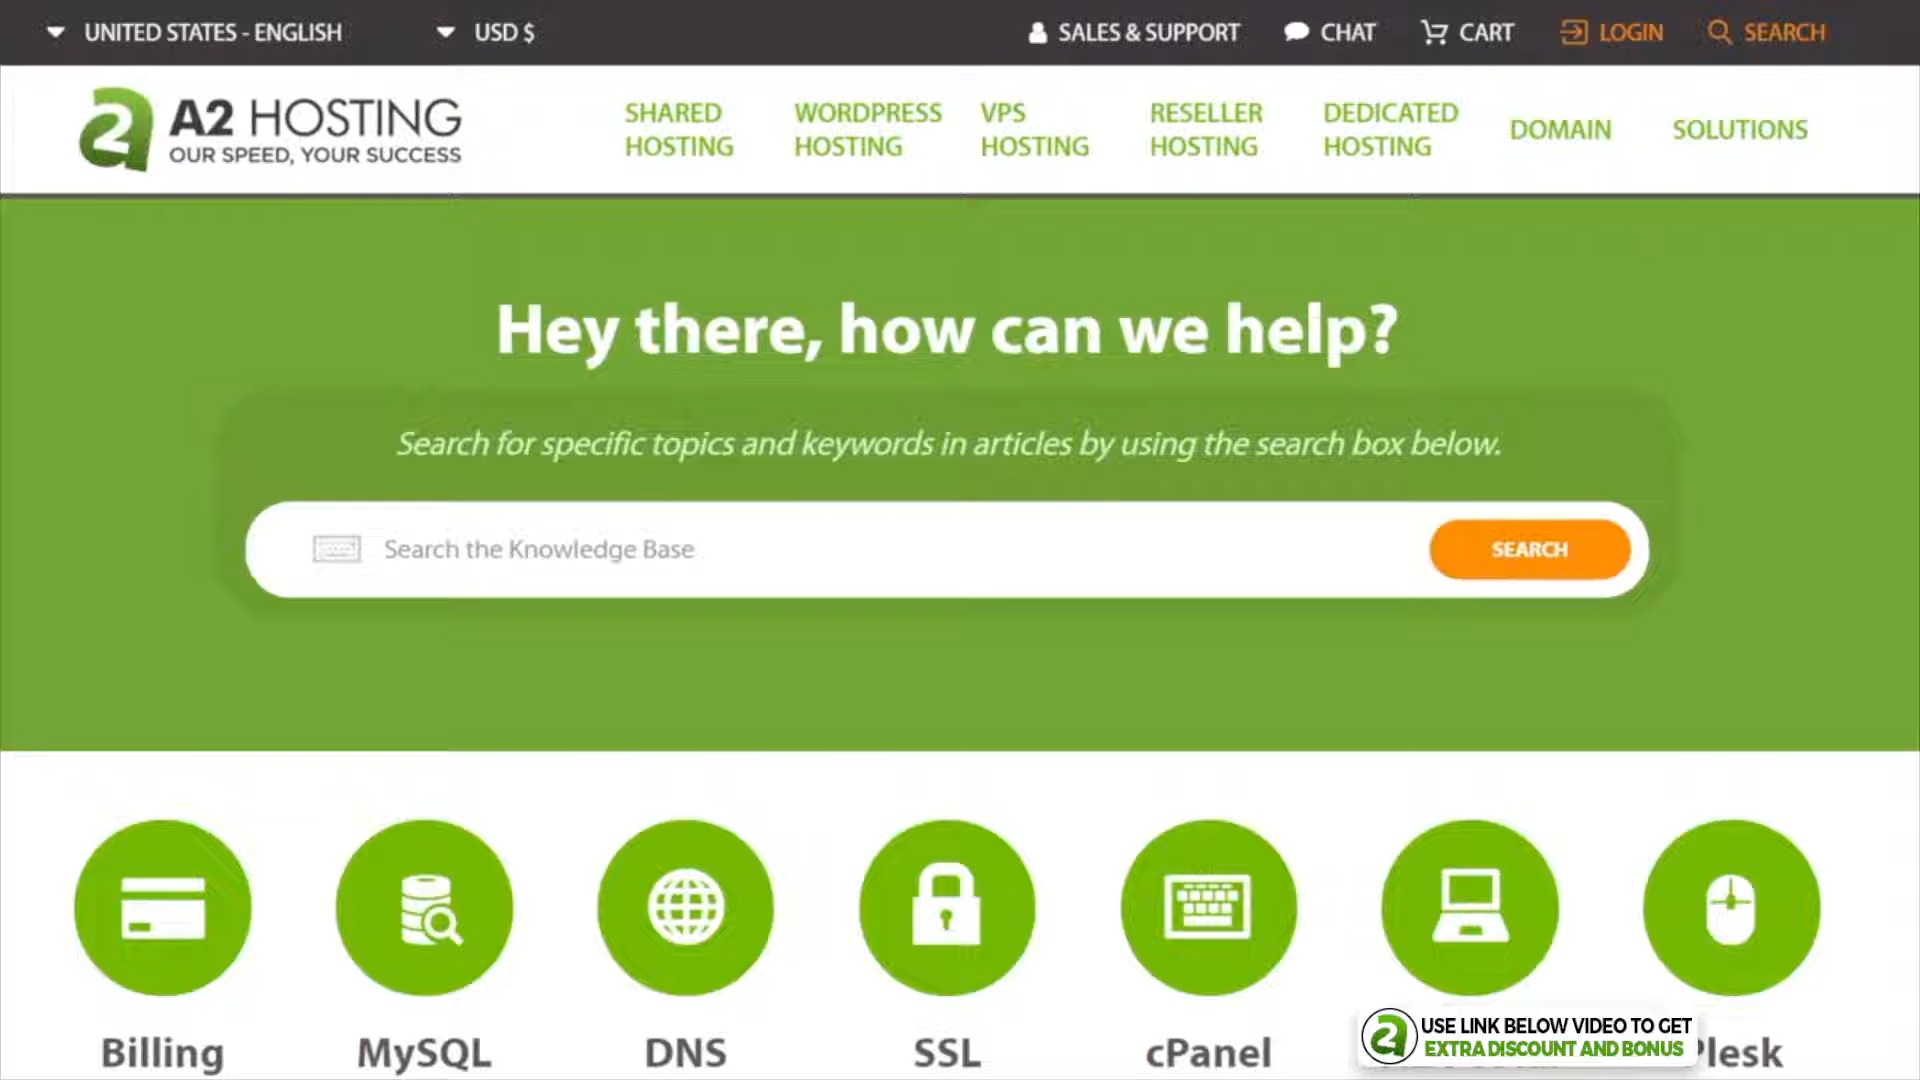 UNITED STATES - ENGLISH
USD $
SALES & SUPPORT
CHAT
CART
LOGIN
SEARCH
A2 HOSTING
OUR SPEED, YOUR SUCCESS
SHARED
HOSTING
WORDPRESS
HOSTING
VPS
HOSTING
RESELLER
HOSTING
DEDICATED
HOSTING
DOMAIN
SOLUTIONS
Hey there, how can we help?
Search for specific topics and keywords in articles by using the search box below.
Search the Knowledge Base
SEARCH
Billing
MySQL
DNS
SSL
cPanel
Plesk
USE LINK BELOW VIDEO TO GET
EXTRA DISCOUNT AND BONUS